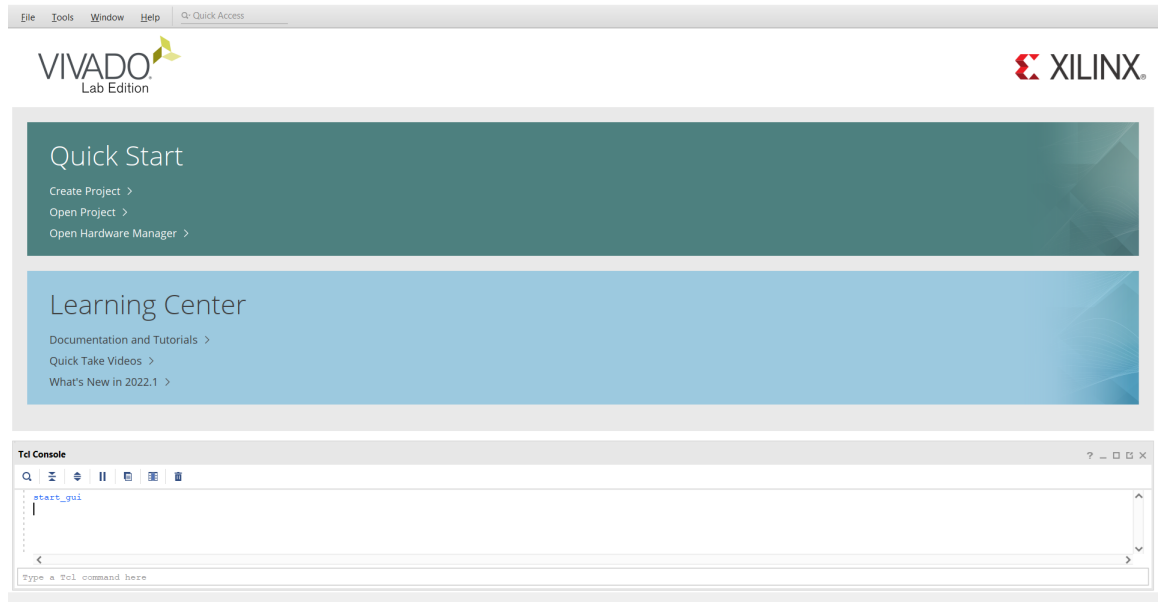 File Tools Window Help Quick Access
VIVADO.
Lab Edition
XILINX®
Quick Start
Create Project >
Open Project >
Open Hardware Manager >
Learning Center
Documentation and Tutorials >
Quick Take Videos >
What's New in 2022.1 >
Tcl Console
start_gui
Type a Tcl command here